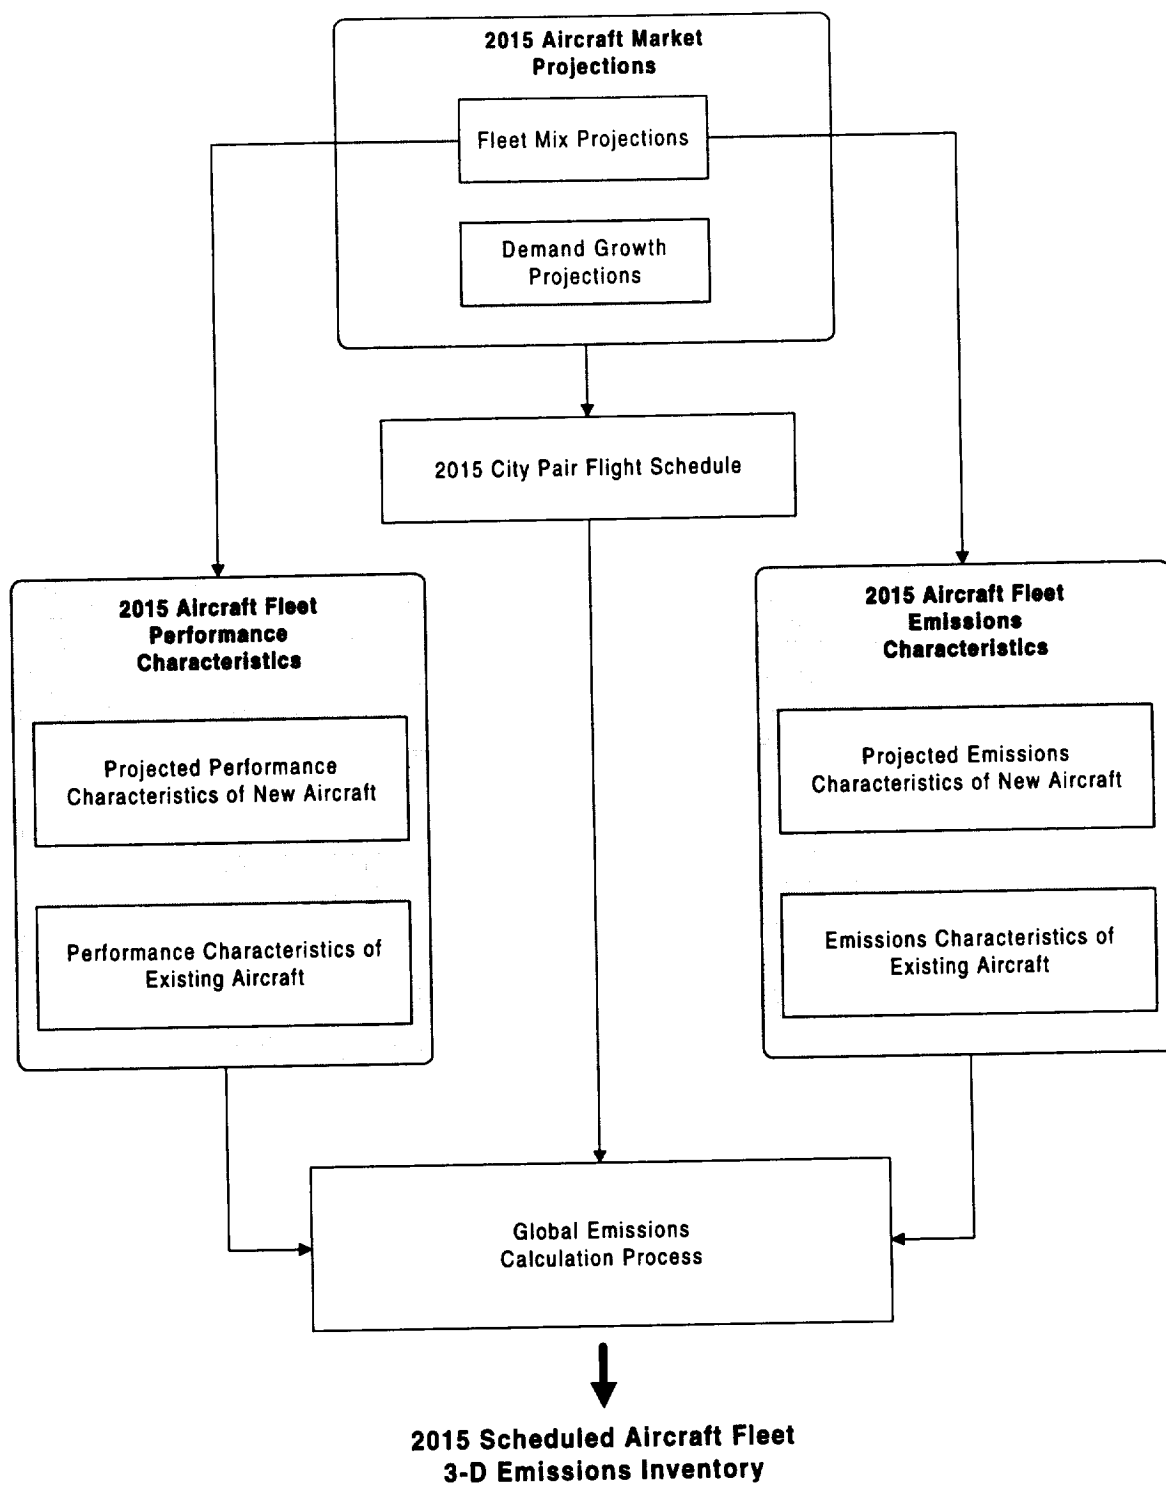 2015 Aircraft Market
Projections
Fleet Mix Projections
Demand Growth
Projections
2015 City Pair Flight Schedule
2015 Aircraft Fleet
Performance
Characteristics
Projected Performance
Characteristics of New Aircraft
Performance Characteristics of
Existing Aircraft
2015 Aircraft Fleet
Emissions
Characteristics
Projected Emissions
Characteristics of New Aircraft
Emissions Characteristics of
Existing Aircraft
Global Emissions
Calculation Process
2015 Scheduled Aircraft Fleet
3-D Emissions Inventory